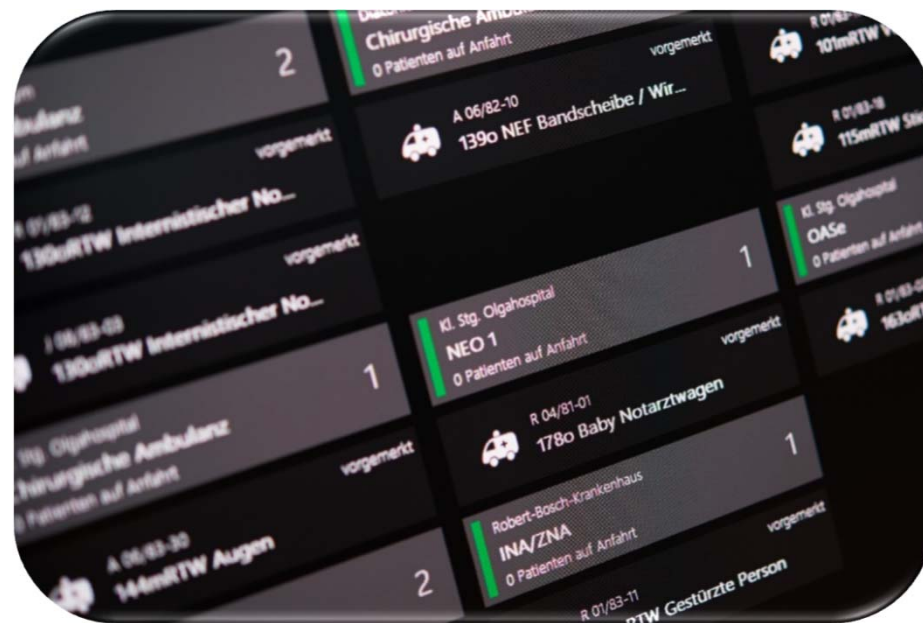 2
auf Anfahrt
vorgemerkt
R 01/83-12
130oRTW Internistischer No...
vorgemerkt
J 06/83-03
130oRTW Internistischer No...
Stg. Olgahospital
Chirurgische Ambulanz
1
0 Patienten auf Anfahrt
vorgemerkt
A 06/83-30
144mRTW Augen
2
Chirurgische
0 Patienten auf Anfahrt
vorgemerkt
A 06/82-10
139o NEF Bandscheibe / Wir...
Kl. Stg. Olgahospital
NEO 1
1
0 Patienten auf Anfahrt
vorgemerkt
R 04/81-01
178o Baby Notarztwagen
Robert-Bosch-Krankenhaus
INA/ZNA
1
0 Patienten auf Anfahrt
vorgemerkt
R 01/83-11
RTW Gestürzte Person
101mRTW
R 01/83-18
115mRTW
Kl. Stg. Olgahospital
OASe
0 Patienten auf Anfahrt